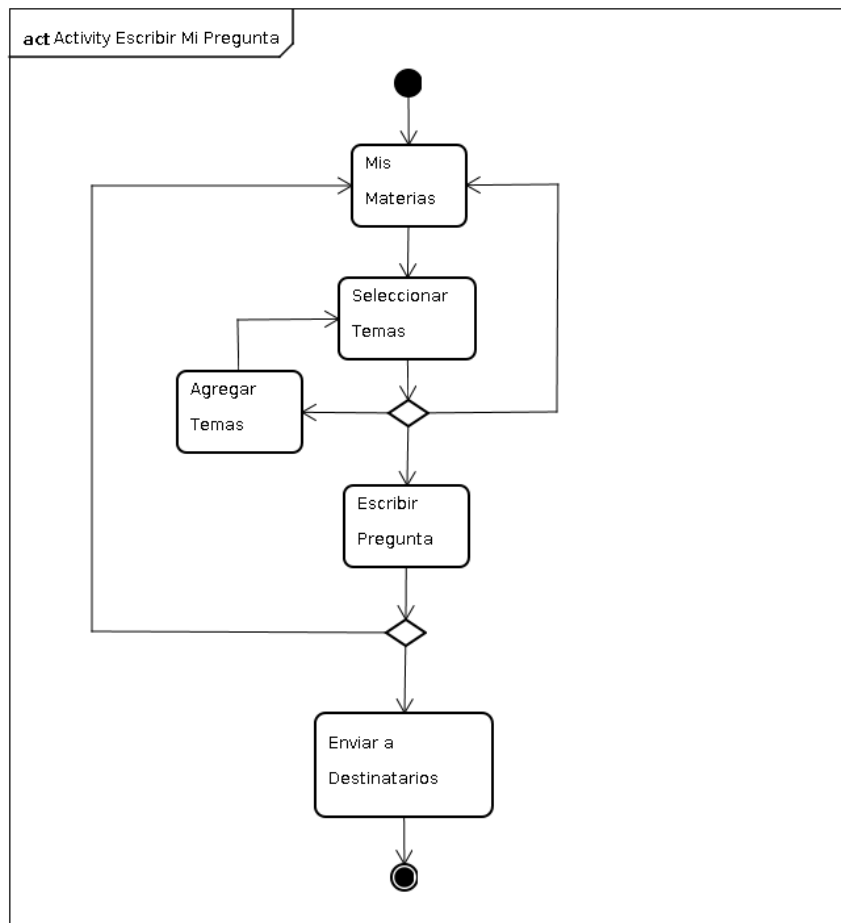 act Activity Escribir Mi Pregunta
Mis
Materias
Seleccionar
Temas
Agregar
Temas
Escribir
Pregunta
Enviar a
Destinatarios